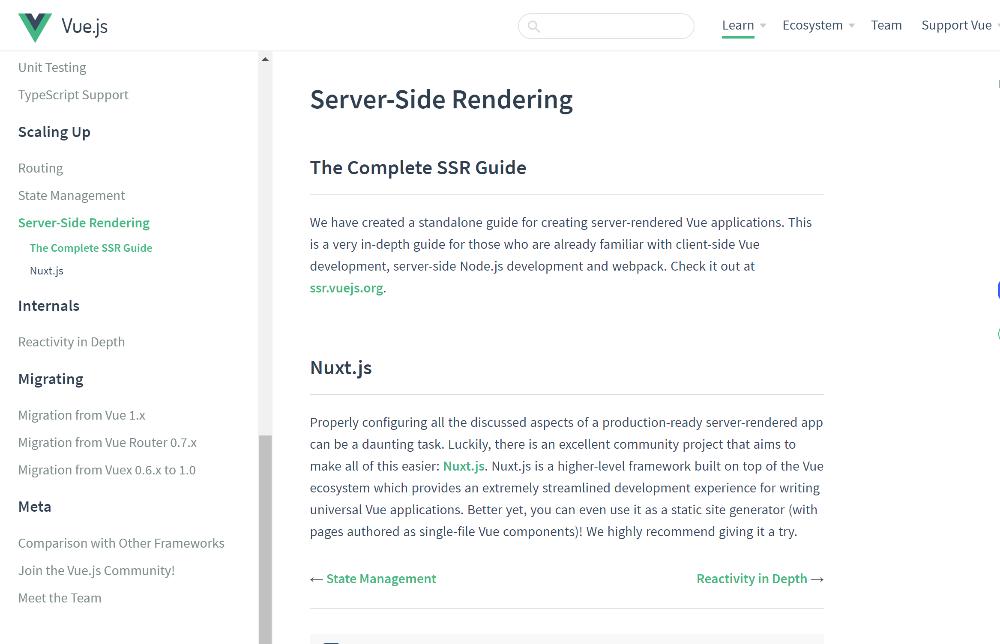 Vue.js
Learn
Ecosystem
Team
Support Vue
Unit Testing
TypeScript Support
Scaling Up
Routing
State Management
Server-Side Rendering
The Complete SSR Guide
Nuxt.js
Internals
Reactivity in Depth
Migrating
Migration from Vue 1.x
Migration from Vue Router 0.7.x
Migration from Vuex 0.6.x to 1.0
Meta
Comparison with Other Frameworks
Join the Vue.js Community!
Meet the Team
Server-Side Rendering
The Complete SSR Guide
We have created a standalone guide for creating server-rendered Vue applications. This
is a very in-depth guide for those who are already familiar with client-side Vue
development, server-side Node.js development and webpack. Check it out at
ssr.vuejs.org.
Nuxt.js
Properly configuring all the discussed aspects of a production-ready server-rendered app
can be a daunting task. Luckily, there is an excellent community project that aims to
make all of this easier: Nuxt.js. Nuxt.js is a higher-level framework built on top of the Vue
ecosystem which provides an extremely streamlined development experience for writing
universal Vue applications. Better yet, you can even use it as a static site generator (with
pages authored as single-file Vue components)! We highly recommend giving it a try.
← State Management
Reactivity in Depth →